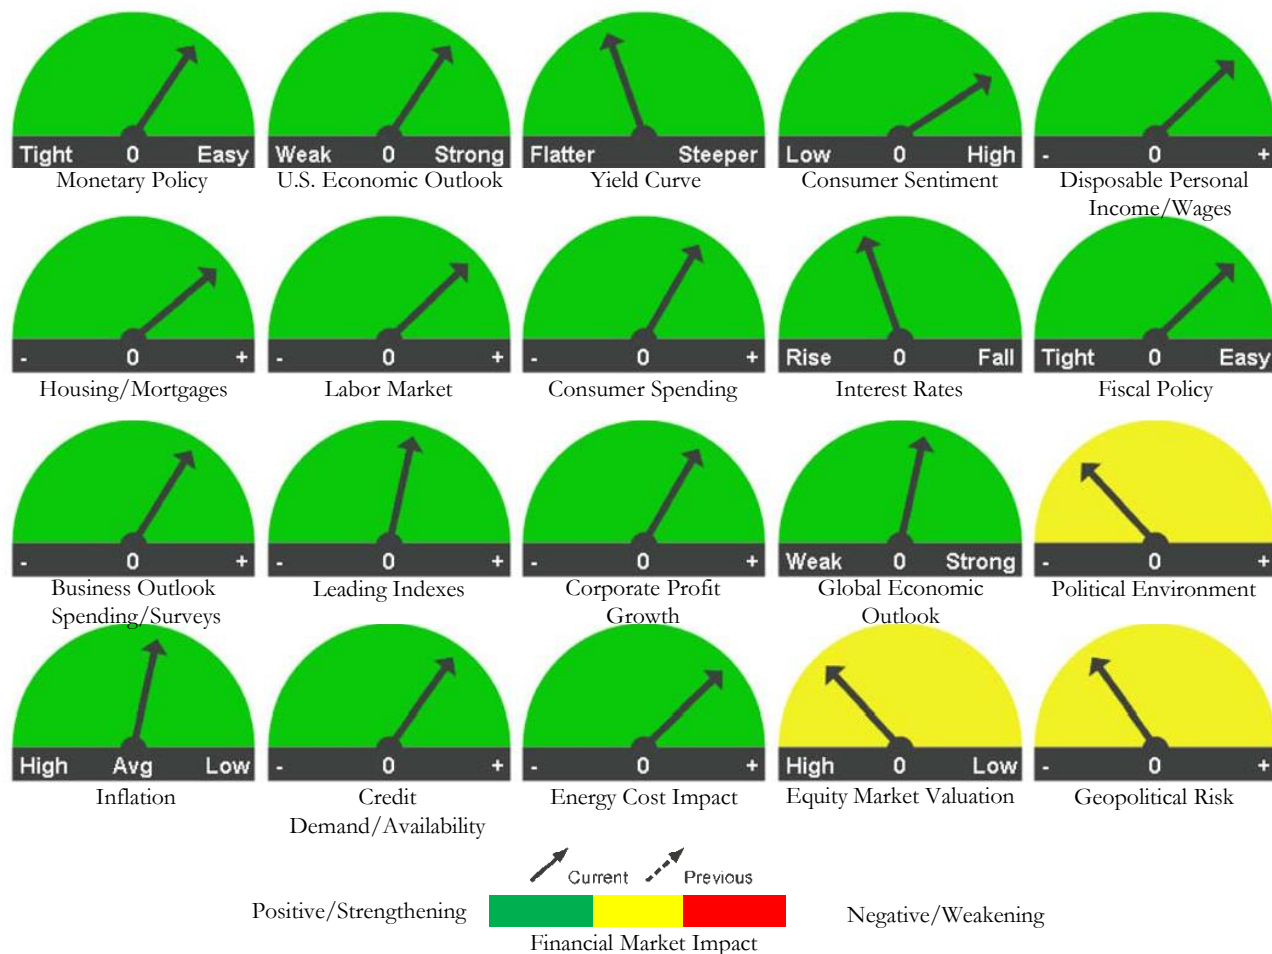 Tight 0 Easy
Weak 0 Strong
Flatter Steeper
Low 0 High
- 0 +
Monetary Policy
U.S. Economic Outlook
Yield Curve
Consumer Sentiment
Disposable Personal
Income/Wages
- 0 +
- 0 +
- 0 +
Rise 0 Fall
Tight 0 Easy
Housing/Mortgages
Labor Market
Consumer Spending
Interest Rates
Fiscal Policy
- 0 +
- 0 +
- 0 +
Weak 0 Strong
- 0 +
Business Outlook
Spending/Surveys
Leading Indexes
Corporate Profit
Growth
Global Economic
Outlook
Political Environment
High Avg Low
- 0 +
- 0 +
High 0 Low
- 0 +
Inflation
Credit
Demand/Availability
Energy Cost Impact
Equity Market Valuation
Geopolitical Risk
Current
Previous
Positive/Strengthening
Negative/Weakening
Financial Market Impact